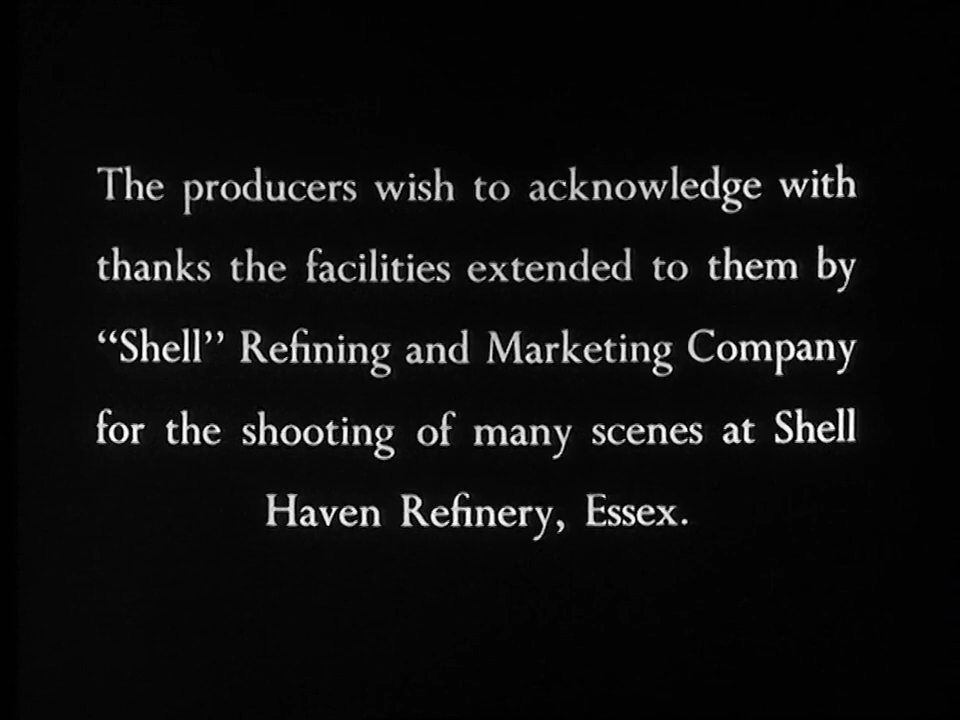 The producers wish to acknowledge with
thanks the facilities extended to them by
“Shell” Refining and Marketing Company
for the shooting of many scenes at Shell
Haven Refinery, Essex.